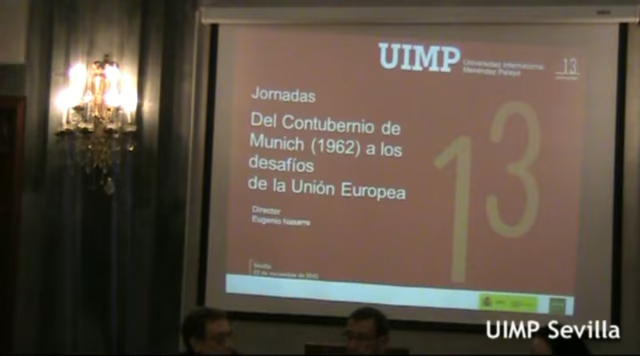 UIMP
Universidad Internacional
Menéndez Pelayo
13
Jornadas
Del Contubernio de
Munich (1962) a los
desafíos
de la Unión Europea
13
Director
Eugenio Nasarre
Sevilla
UIMP Sevilla